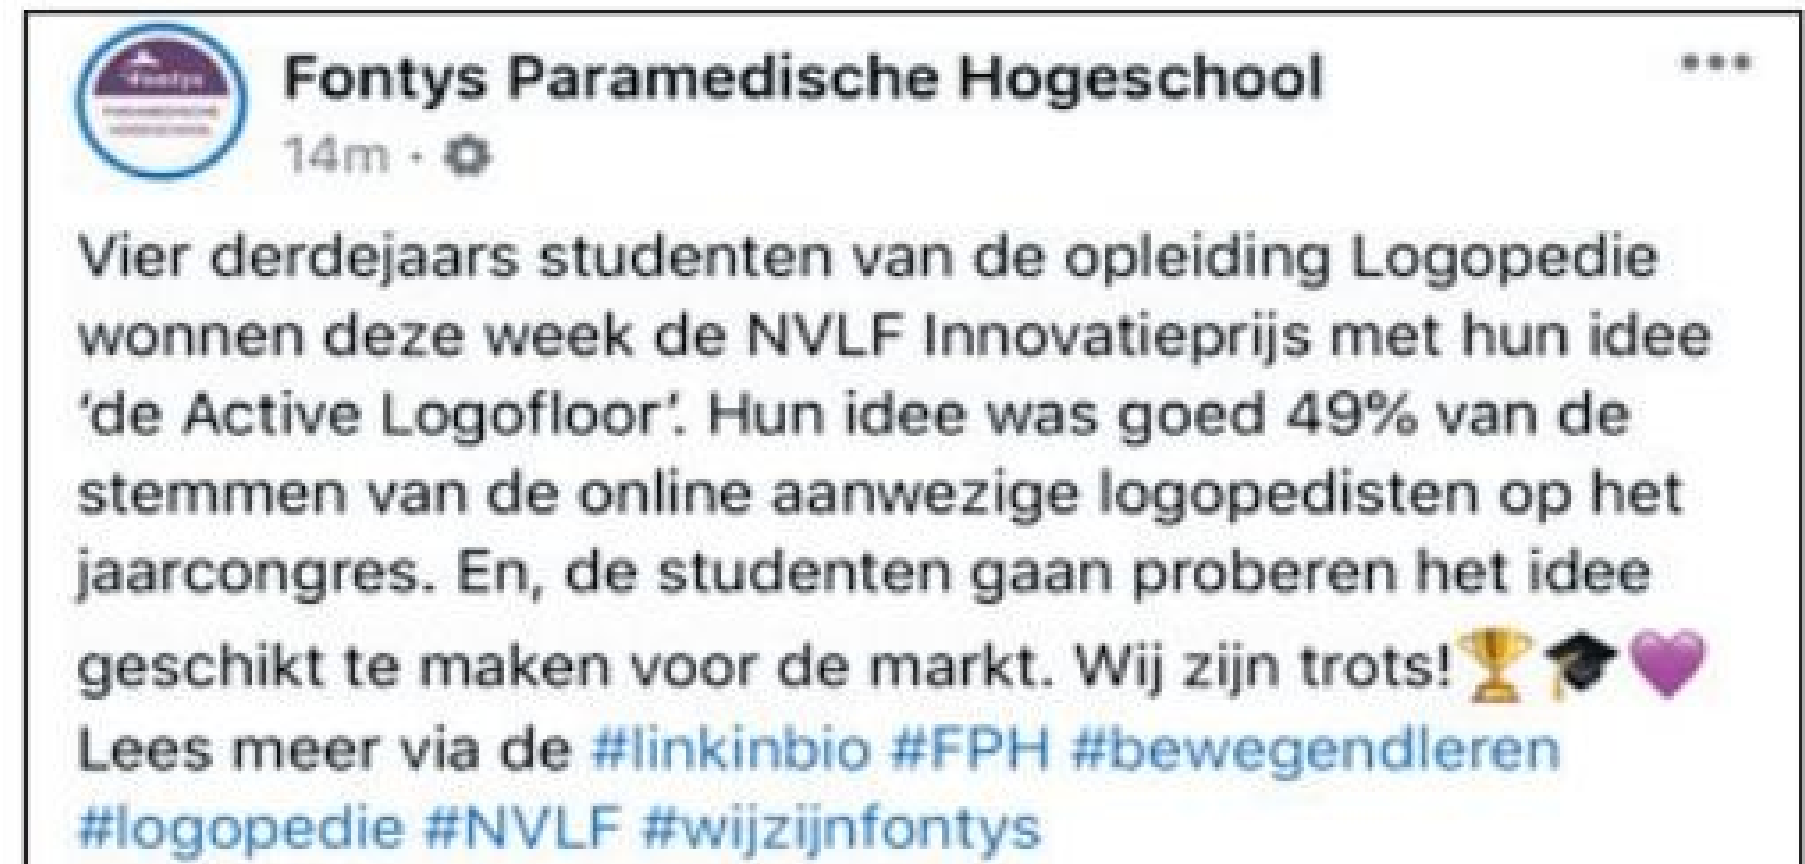 Fontys
PARAMEDISCHE
HOGESCHOOL
Fontys Paramedische Hogeschool
14m ·
Vier derdejaars studenten van de opleiding Logopedie
wonnen deze week de NVLF Innovatieprijs met hun idee
‘de Active Logofloor’. Hun idee was goed 49% van de
stemmen van de online aanwezige logopedisten op het
jaarcongres. En, de studenten gaan proberen het idee
geschikt te maken voor de markt. Wij zijn trots!🏆🎓💜
Lees meer via de #linkinbio #FPH #bewegendleren
#logopedie #NVLF #wijzijnfontys